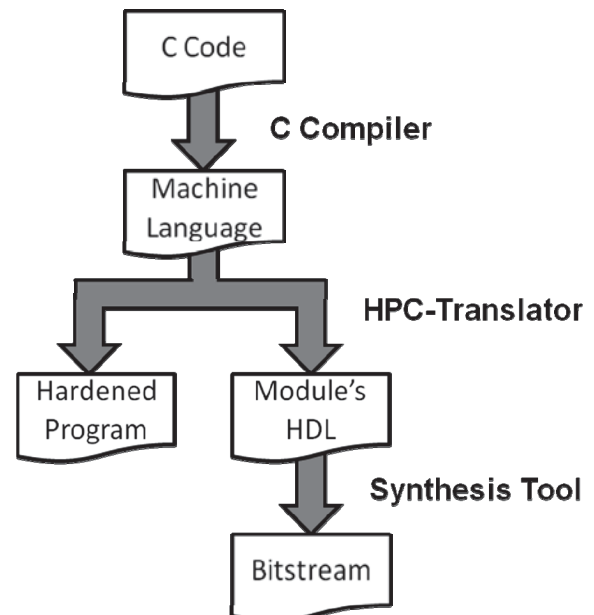 C Code
C Compiler
Machine
Language
HPC-Translator
Hardened
Program
Module's
HDL
Synthesis Tool
Bitstream